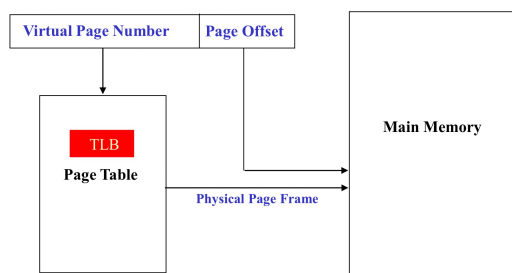 Virtual Page Number Page Offset
Main Memory
TLB
Page Table
Physical Page Frame